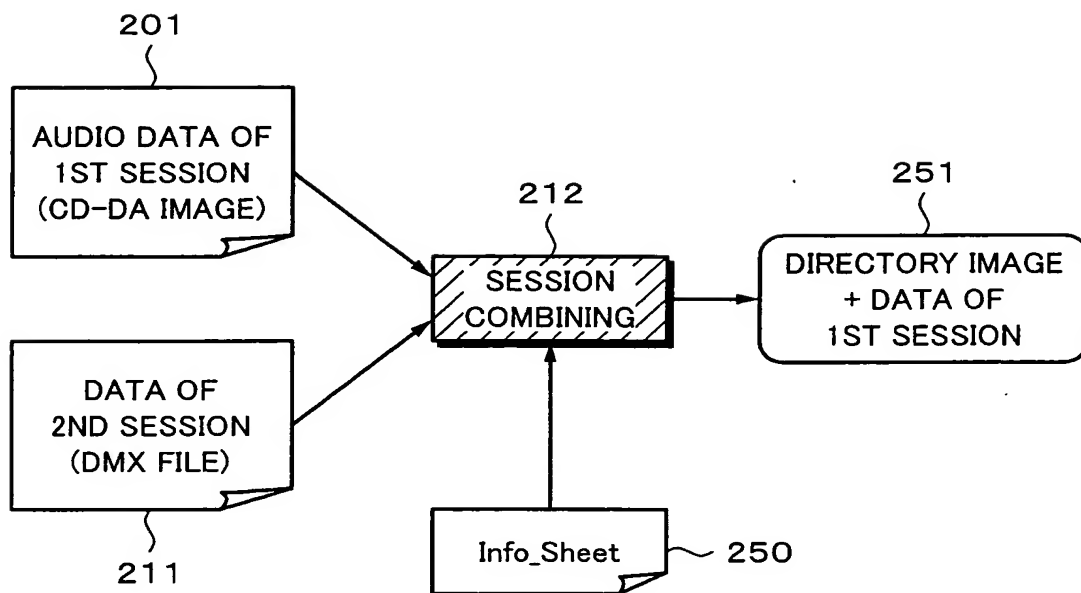 201
AUDIO DATA OF
1ST SESSION
(CD-DA IMAGE)
212
SESSION
COMBINING
251
DIRECTORY IMAGE
+ DATA OF
1ST SESSION
DATA OF
2ND SESSION
(DMX FILE)
211
Info_Sheet
250